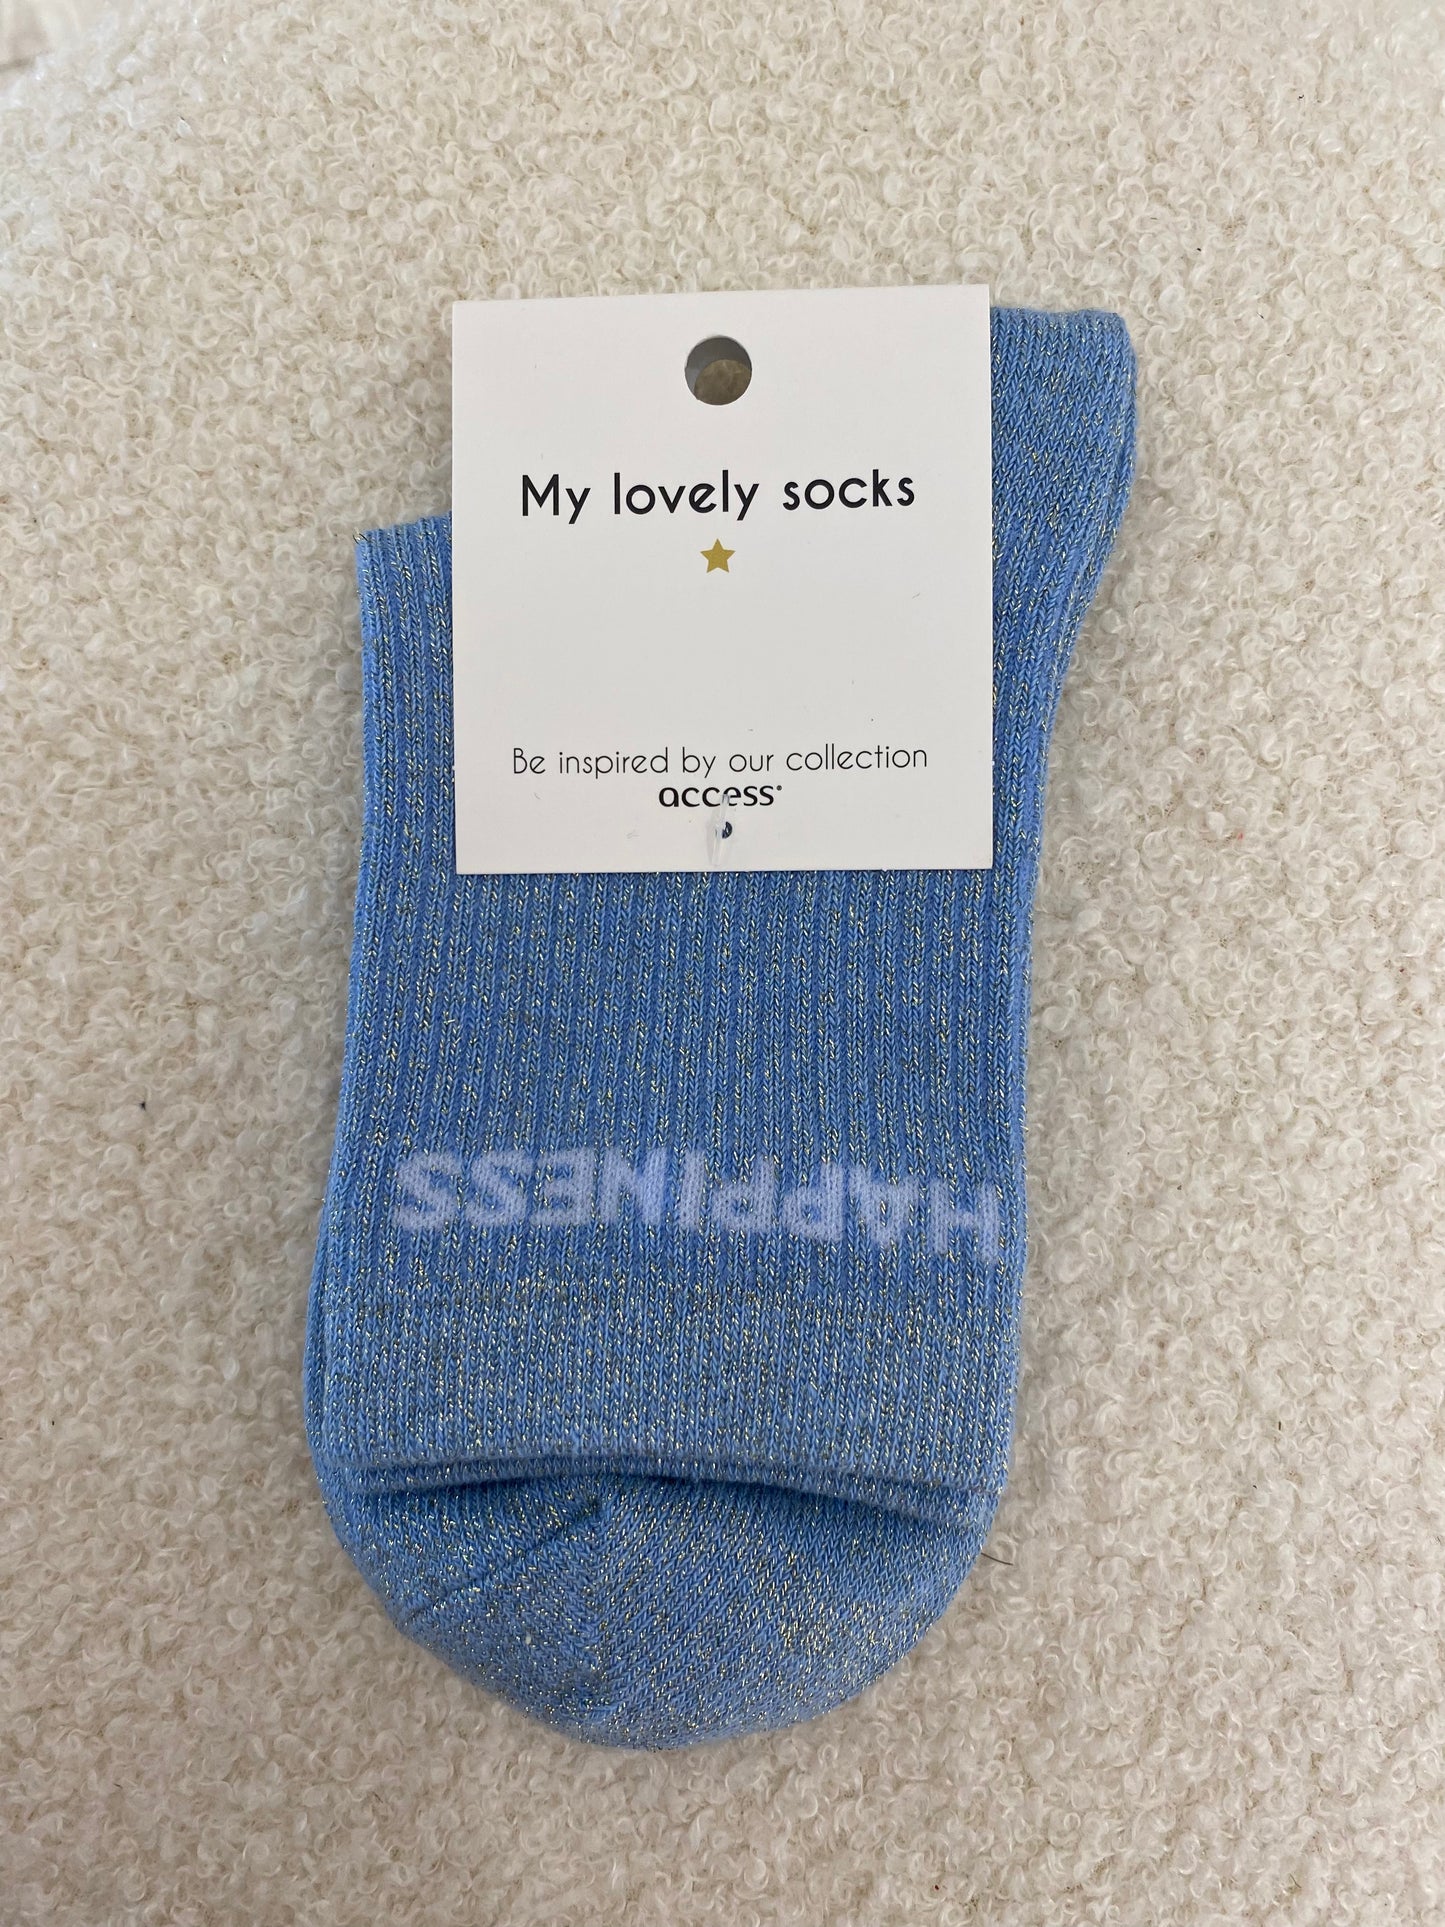 My lovely socks
Be inspired by our collection
access
HAPPINESS